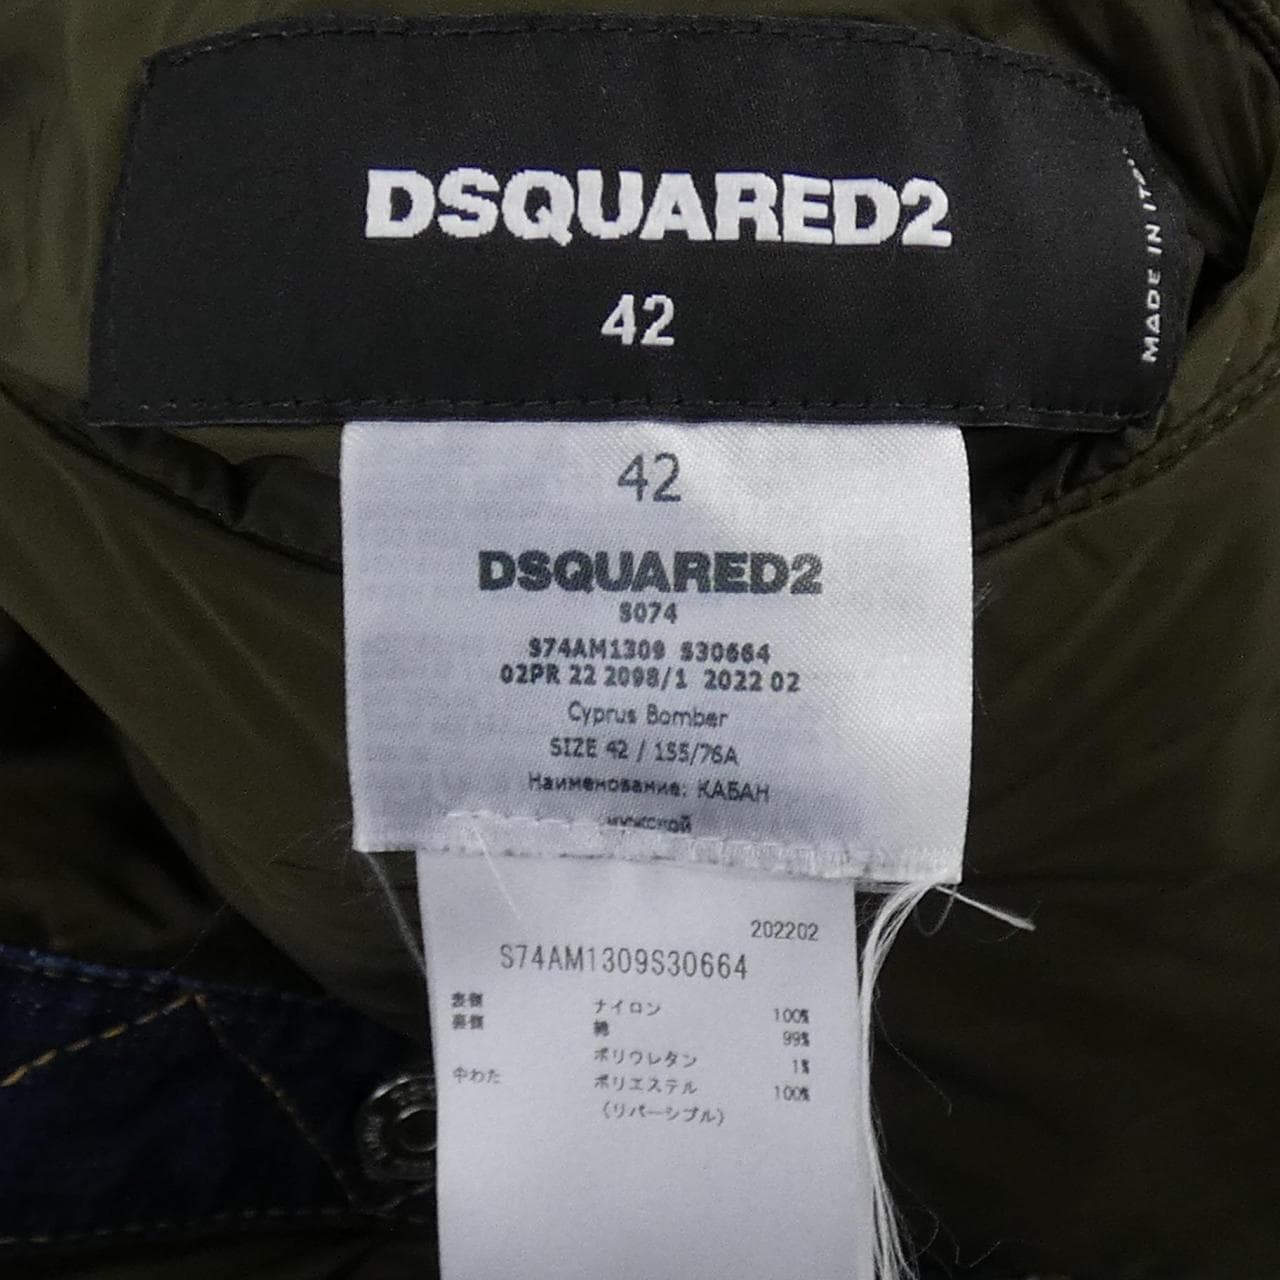 DSQUARED2
42
MADE IN ITA
42
DSQUARED2
S074
S74AM1309 S30664
02PR 22 2098/1 2022 02
Cyprus Bomber
SIZE 42 / 155/76A
Наименование: КАБАН
мужской
202202
S74AM1309S30664
表側 ナイロン 100%
裏側 綿 99%
ポリウレタン 1%
中わた ポリエステル 100%
(リバーシブル)